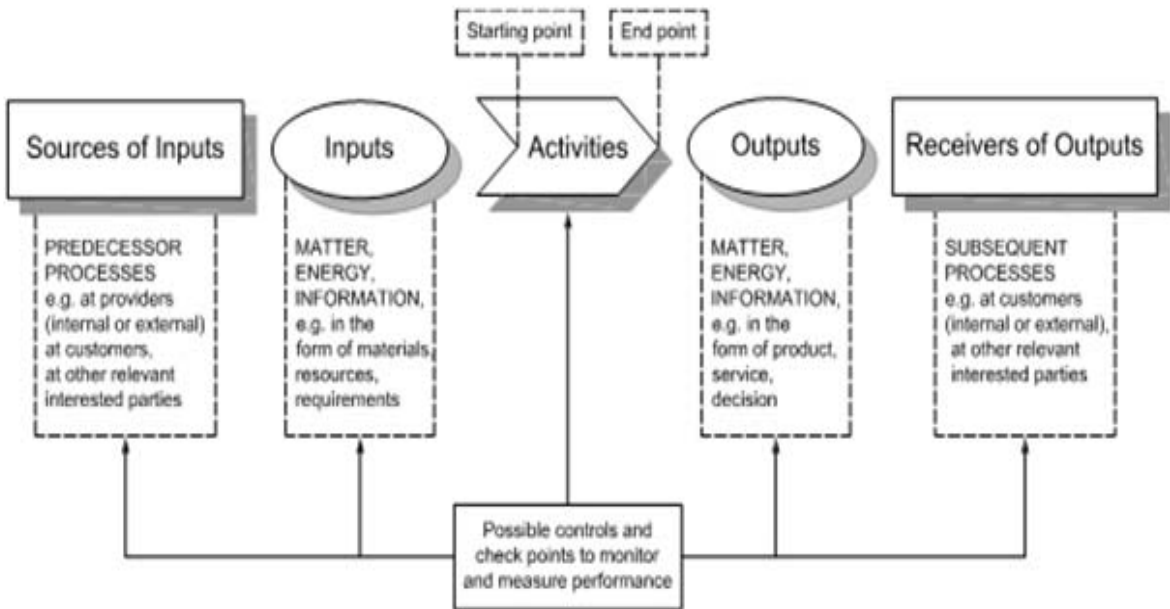 Starting point
End point
Sources of Inputs
Inputs
Activities
Outputs
Receivers of Outputs
PREDECESSOR
PROCESSES
e.g. at providers
(internal or external)
at customers,
at other relevant
interested parties
MATTER,
ENERGY,
INFORMATION,
e.g. in the
form of materials,
resources,
requirements
MATTER,
ENERGY,
INFORMATION,
e.g. in the
form of product,
service,
decision
SUBSEQUENT
PROCESSES
e.g. at customers
(internal or external),
at other relevant
interested parties
Possible controls and
check points to monitor
and measure performance